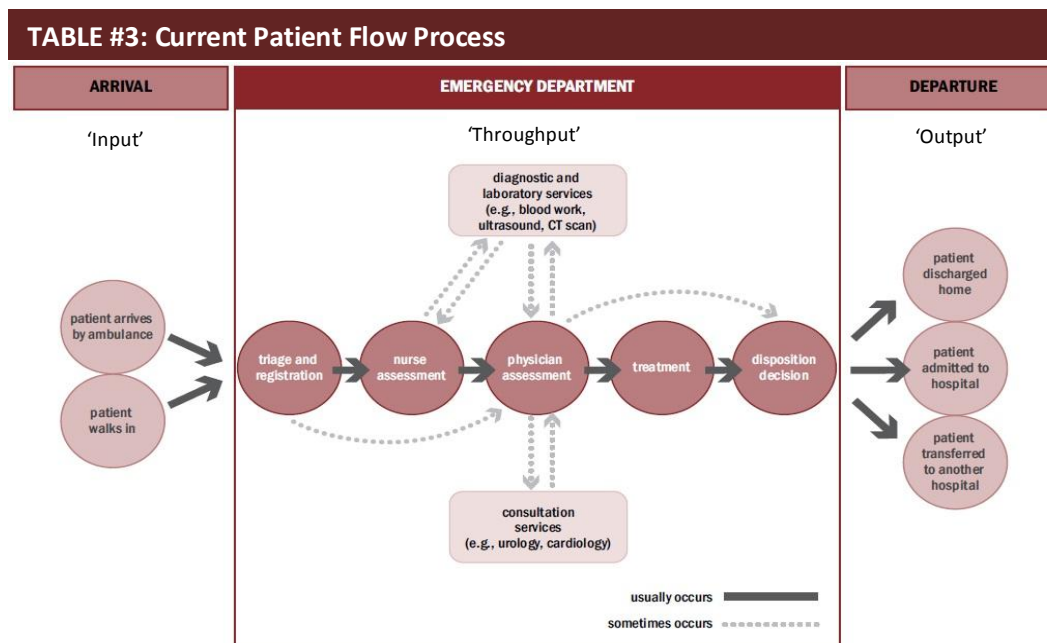 TABLE #3: Current Patient Flow Process
ARRIVAL
EMERGENCY DEPARTMENT
DEPARTURE
‘Input’
‘Throughput’
‘Output’
diagnostic and
laboratory services
(e.g., blood work,
ultrasound, CT scan)
patient arrives
by ambulance
patient
walks in
triage and
registration
nurse
assessment
physician
assessment
treatment
disposition
decision
patient
discharged
home
patient
admitted to
hospital
patient
transferred
to another
hospital
consultation
services
(e.g., urology, cardiology)
usually occurs
sometimes occurs